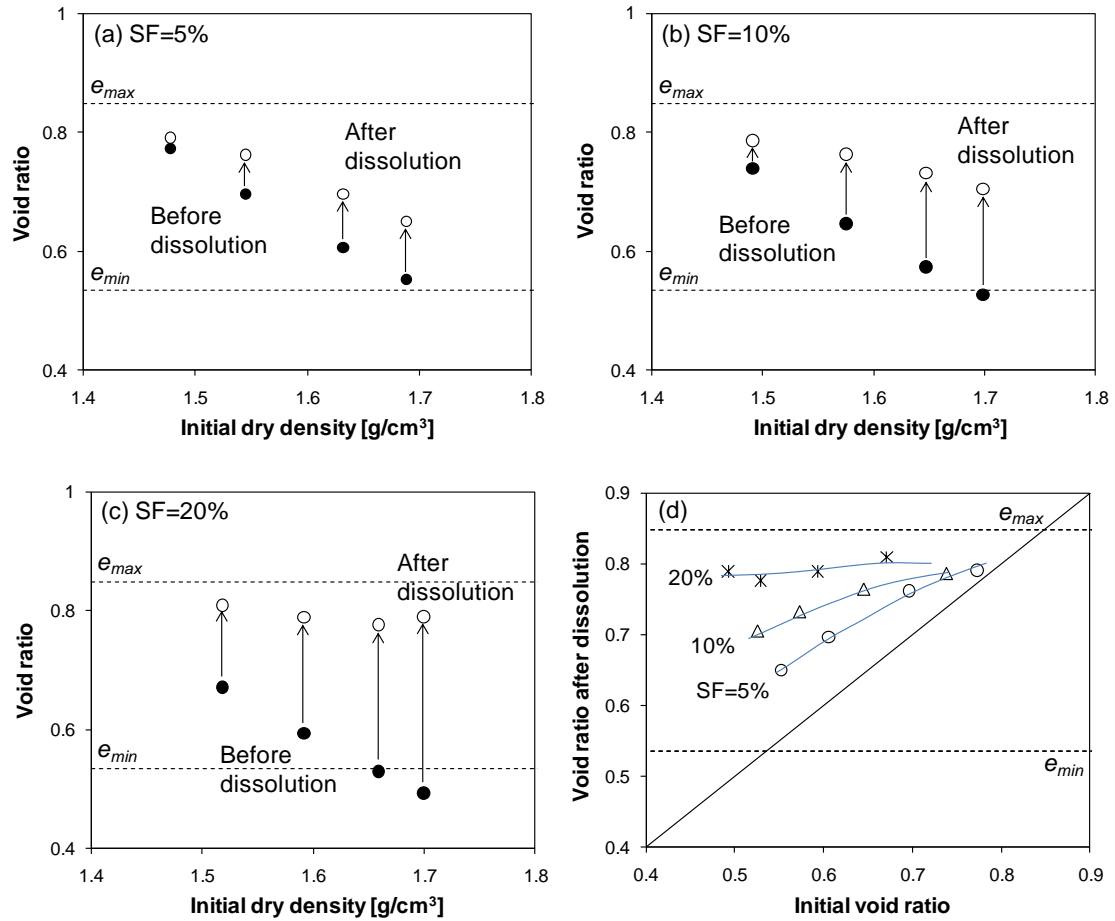 (a) SF=5%
1
0.8
0.6
0.4
Void ratio
e_max
e_min
After
dissolution
Before
dissolution
1.4 1.5 1.6 1.7 1.8
Initial dry density [g/cm³]
(b) SF=10%
1
0.8
0.6
0.4
Void ratio
e_max
e_min
After
dissolution
Before
dissolution
1.4 1.5 1.6 1.7 1.8
Initial dry density [g/cm³]
(c) SF=20%
1
0.8
0.6
0.4
Void ratio
e_max
e_min
After
dissolution
Before
dissolution
1.4 1.5 1.6 1.7 1.8
Initial dry density [g/cm³]
(d)
0.9
0.8
0.7
0.6
0.5
0.4
Void ratio after dissolution
e_max
20%
10%
SF=5%
e_min
0.4 0.5 0.6 0.7 0.8 0.9
Initial void ratio